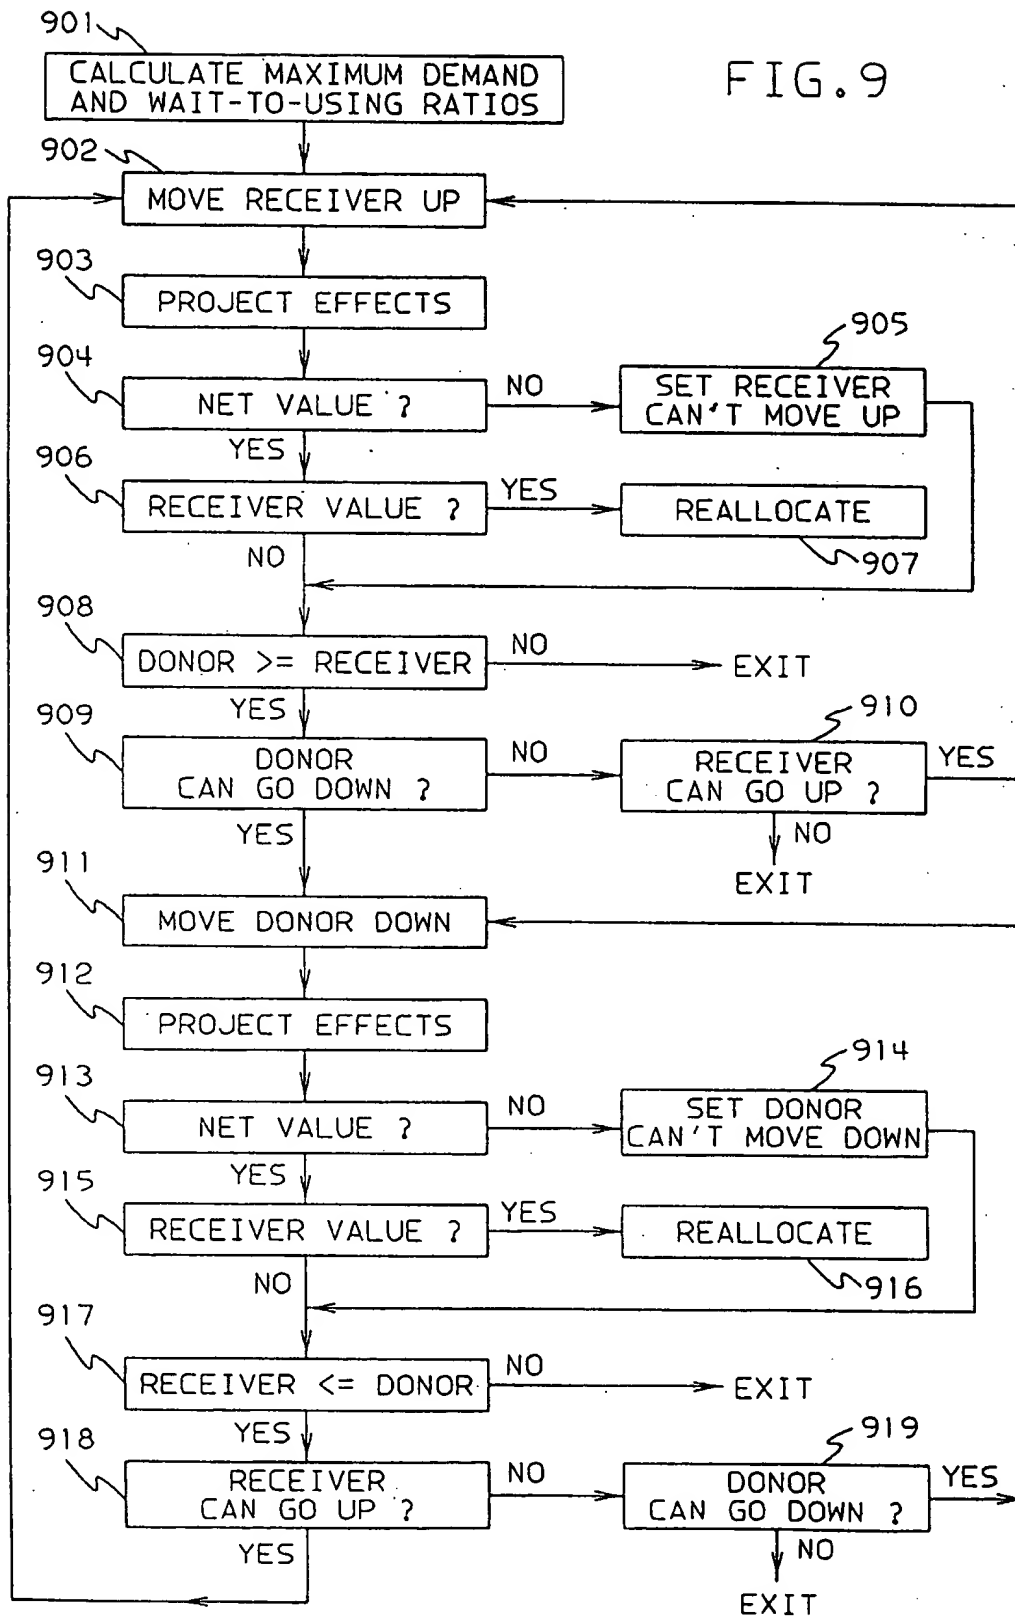 901
FIG.9
CALCULATE MAXIMUM DEMAND
AND WAIT-TO-USING RATIOS
902
MOVE RECEIVER UP
903
PROJECT EFFECTS
904
NET VALUE ?
NO
905
SET RECEIVER
CAN'T MOVE UP
YES
906
RECEIVER VALUE ?
YES
REALLOCATE
907
NO
908
DONOR >= RECEIVER
NO
EXIT
YES
909
DONOR
CAN GO DOWN ?
NO
910
RECEIVER
CAN GO UP ?
YES
NO
EXIT
YES
911
MOVE DONOR DOWN
912
PROJECT EFFECTS
913
NET VALUE ?
NO
914
SET DONOR
CAN'T MOVE DOWN
YES
915
RECEIVER VALUE ?
YES
REALLOCATE
916
NO
917
RECEIVER <= DONOR
NO
EXIT
YES
918
RECEIVER
CAN GO UP ?
NO
919
DONOR
CAN GO DOWN ?
YES
NO
EXIT
YES